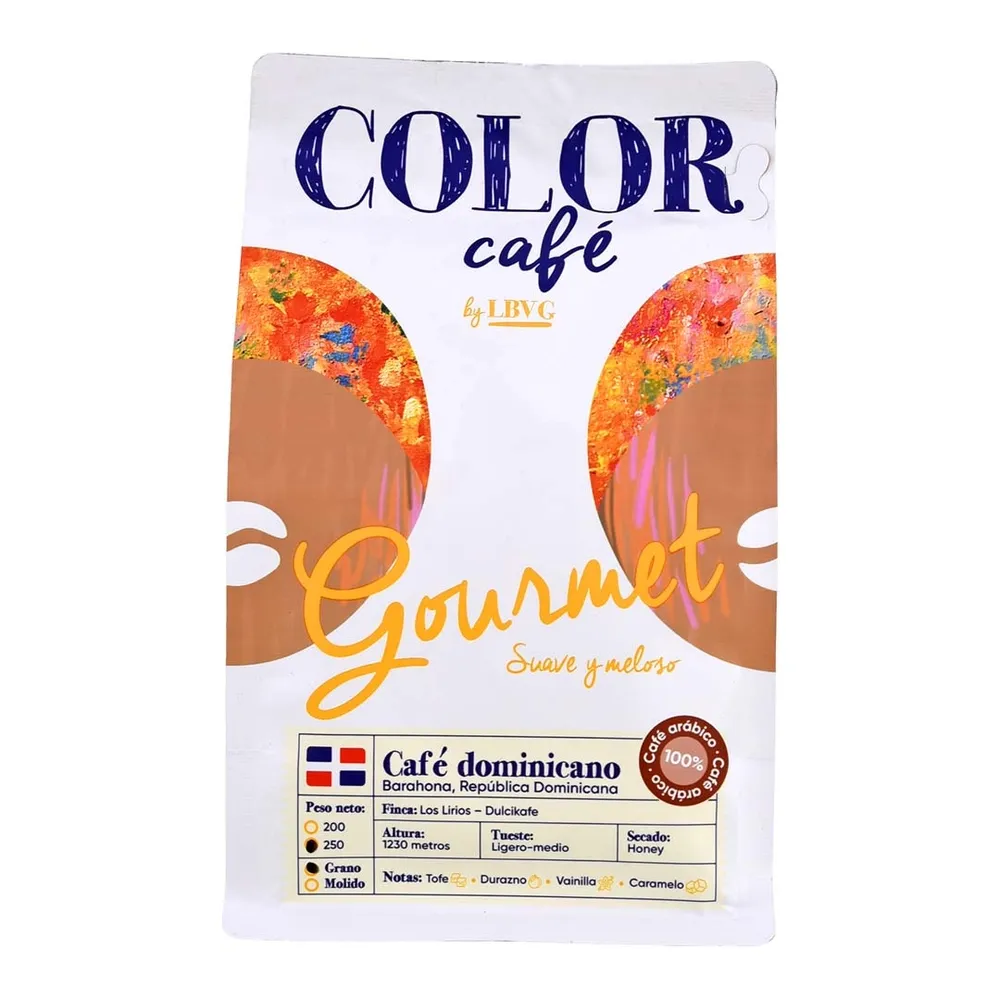 COLOR
café
by LBVG
Gourmet
Suave y meloso
Café arábico · Café arábico ·
100%
Café dominicano
Barahona, República Dominicana
Peso neto:
200
250
Grano
Molido
Finca: Los Lirios – Dulcikafe
Altura:
1230 metros
Tueste:
Ligero-medio
Secado:
Honey
Notas: Tofe • Durazno • Vainilla • Caramelo